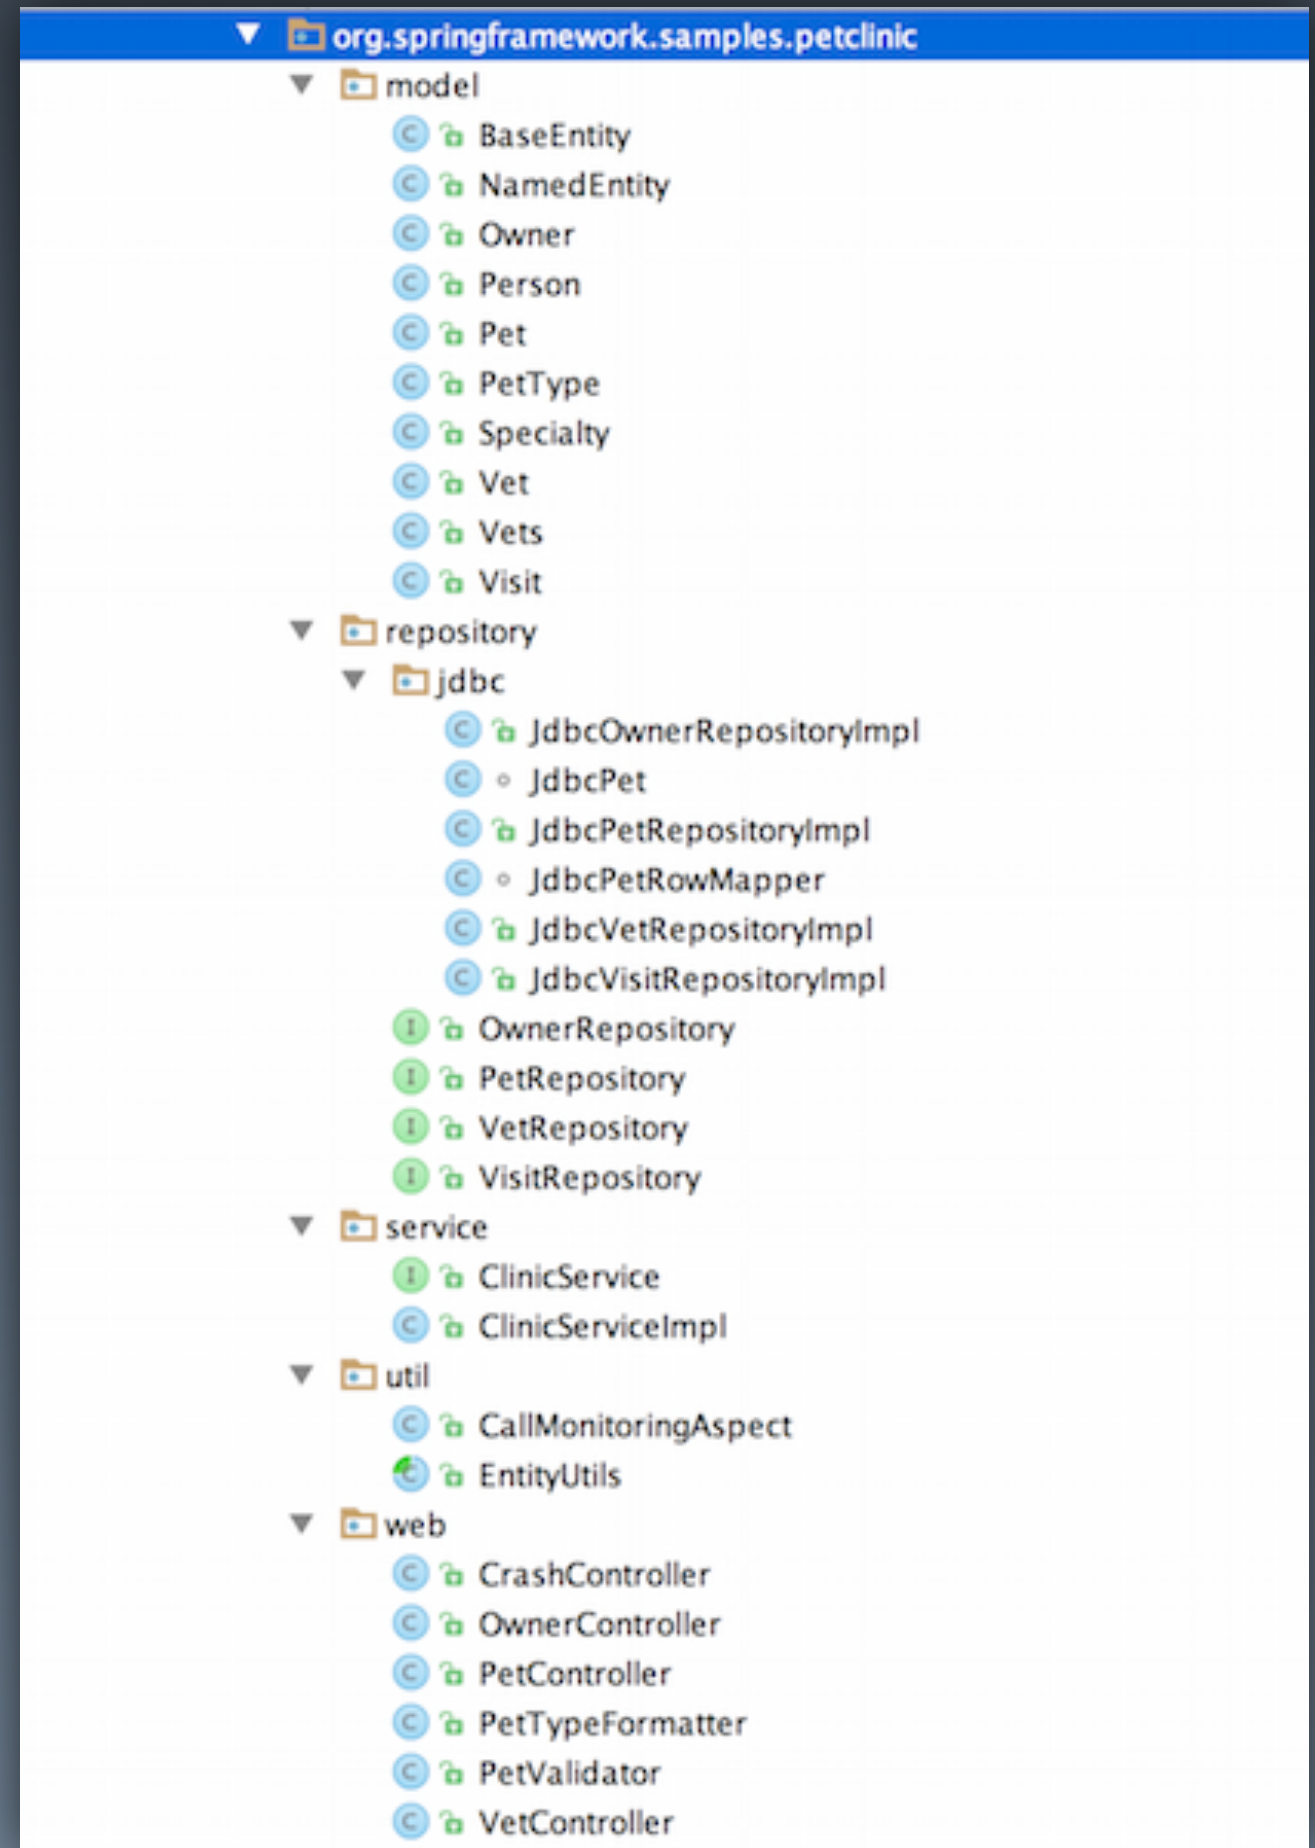 org.springframework.samples.petclinic
model
C BaseEntity
C NamedEntity
C Owner
C Person
C Pet
C PetType
C Specialty
C Vet
C Vets
C Visit
repository
jdbc
C JdbcOwnerRepositoryImpl
C JdbcPet
C JdbcPetRepositoryImpl
C JdbcPetRowMapper
C JdbcVetRepositoryImpl
C JdbcVisitRepositoryImpl
I OwnerRepository
I PetRepository
I VetRepository
I VisitRepository
service
I ClinicService
C ClinicServiceImpl
util
C CallMonitoringAspect
C EntityUtils
web
C CrashController
C OwnerController
C PetController
C PetTypeFormatter
C PetValidator
C VetController